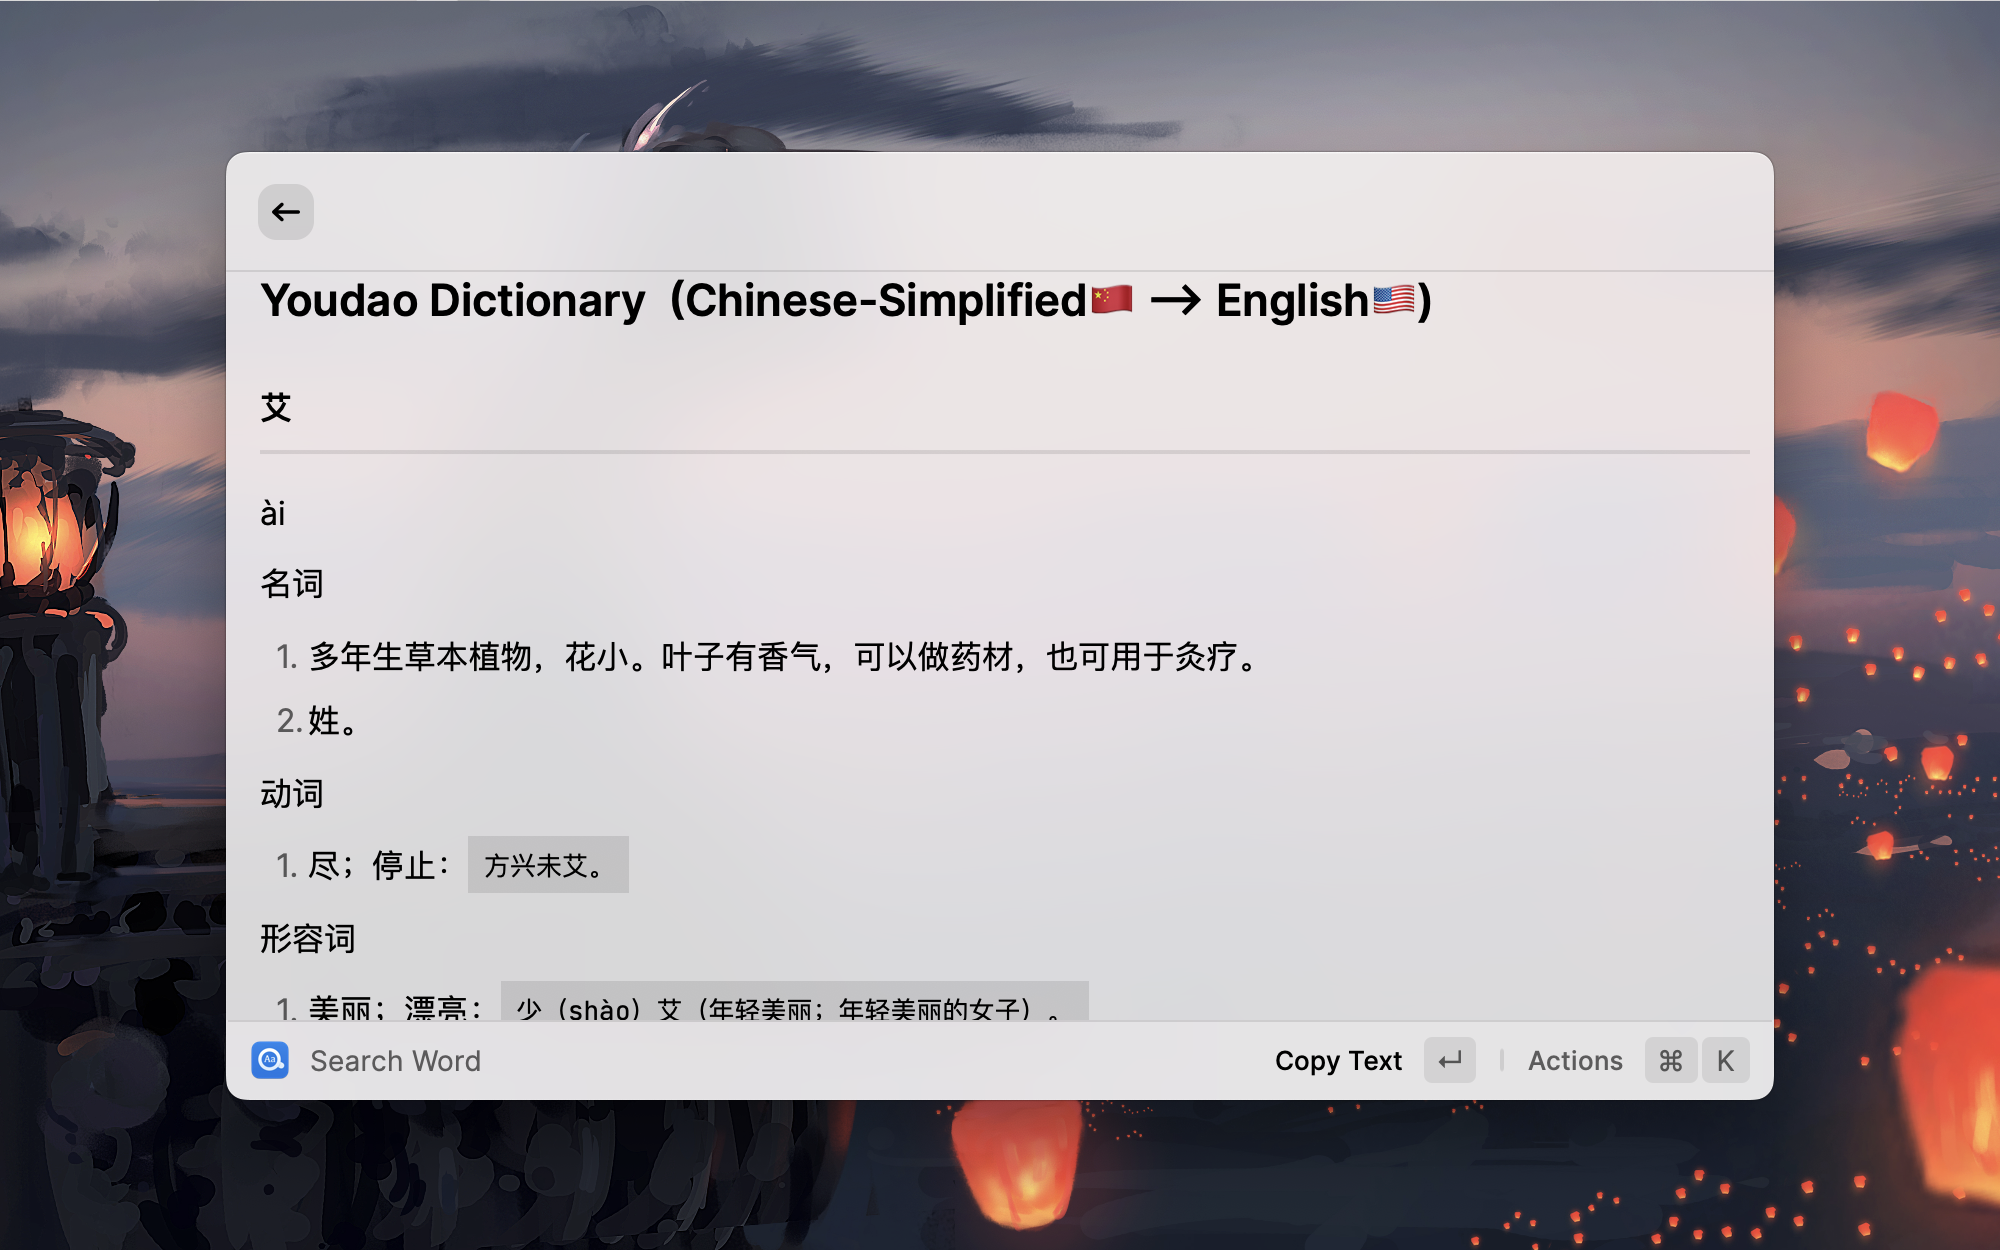 Youdao Dictionary（Chinese-Simplified🇨🇳 → English🇺🇸)
艾
ài
名词
1. 多年生草本植物，花小。叶子有香气，可以做药材，也可用于灸疗。
2. 姓。
动词
1. 尽；停止： 方兴未艾。
形容词
1. 美丽；漂亮： 少（shào）艾（年轻美丽；年轻美丽的女子）。
Search Word
Copy Text ↵ Actions ⌘ K